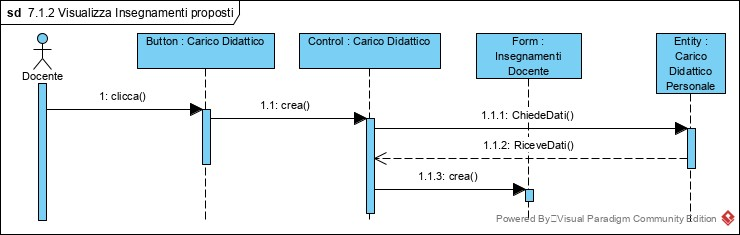 sd 7.1.2 Visualizza Insegnamenti proposti
Docente
Button : Carico Didattico
Control : Carico Didattico
Form :
Insegnamenti
Docente
Entity :
Carico
Didattico
Personale
1: clicca()
1.1: crea()
1.1.1: ChiedeDati()
1.1.2: RiceveDati()
1.1.3: crea()
Powered By Visual Paradigm Community Edition